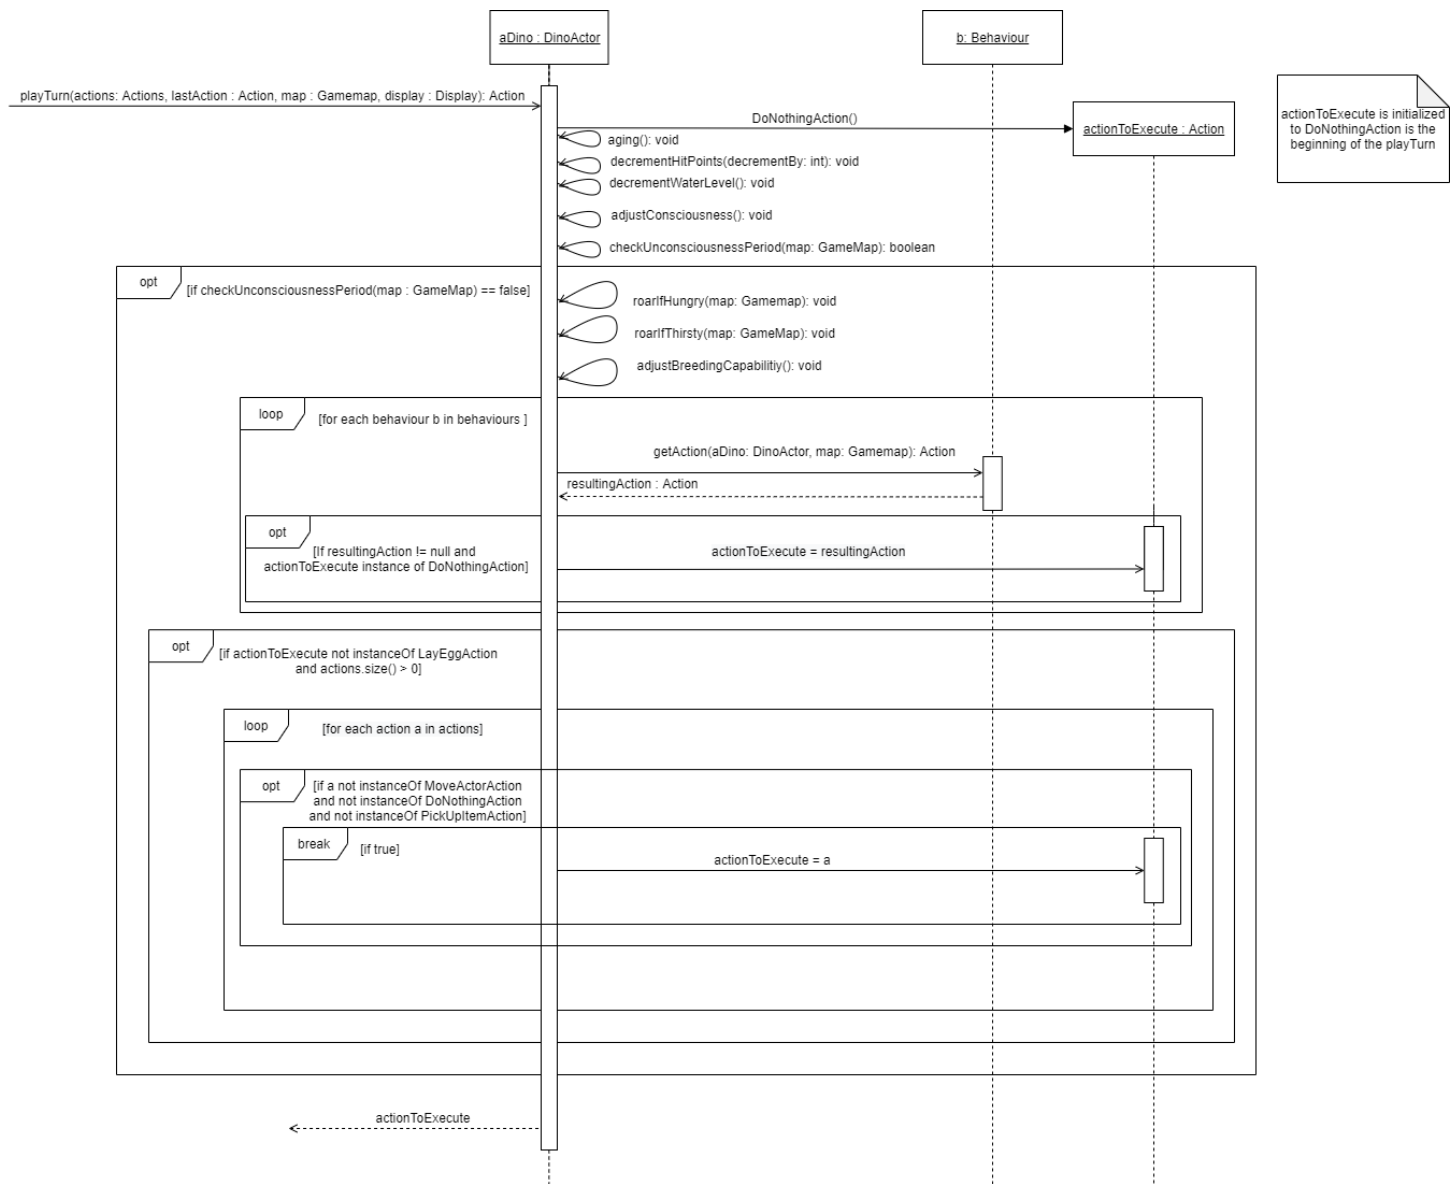 aDino : DinoActor
b: Behaviour
playTurn(actions: Actions, lastAction : Action, map : Gamemap, display : Display): Action
DoNothingAction()
actionToExecute : Action
actionToExecute is initialized
to DoNothingAction is the
beginning of the playTurn
aging(): void
decrementHitPoints(decrementBy: int): void
decrementWaterLevel(): void
adjustConsciousness(): void
checkUnconsciousnessPeriod(map: GameMap): boolean
opt
[if checkUnconsciousnessPeriod(map : GameMap) == false]
roarIfHungry(map: Gamemap): void
roarIfThirsty(map: GameMap): void
adjustBreedingCapabilitiy(): void
loop
[for each behaviour b in behaviours ]
getAction(aDino: DinoActor, map: Gamemap): Action
resultingAction : Action
opt
[If resultingAction != null and
actionToExecute instance of DoNothingAction]
actionToExecute = resultingAction
opt
[if actionToExecute not instanceOf LayEggAction
and actions.size() > 0]
loop
[for each action a in actions]
opt
[if a not instanceOf MoveActorAction
and not instanceOf DoNothingAction
and not instanceOf PickUpItemAction]
break
[if true]
actionToExecute = a
actionToExecute